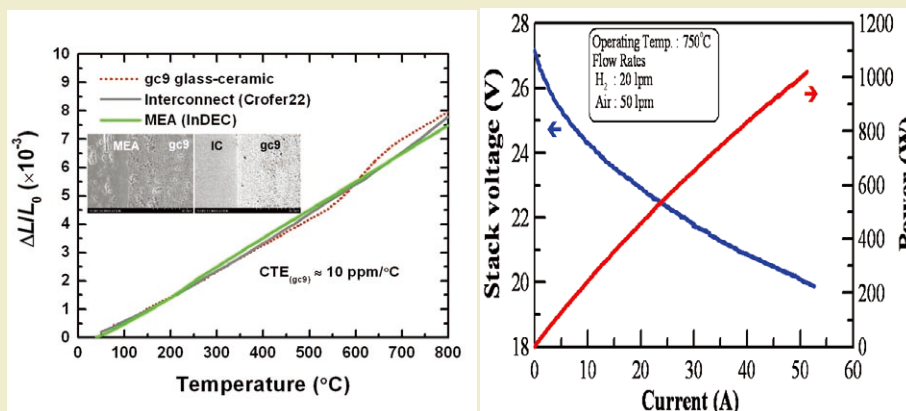 10
9
8
7
6
5
4
3
2
1
0
ΔL/L₀ (×10⁻³)
gc9 glass-ceramic
Interconnect (Crofer22)
MEA (InDEC)
MEA gc9 IC gc9
CTE(gc9) ≈ 10 ppm/°C
0 100 200 300 400 500 600 700 800
Temperature (°C)
28
26
24
22
20
18
Stack voltage (V)
Operating Temp. : 750°C
Flow Rates
H₂ : 20 lpm
Air : 50 lpm
1200
1000
800
600
400
200
0
Power (W)
0 10 20 30 40 50 60
Current (A)